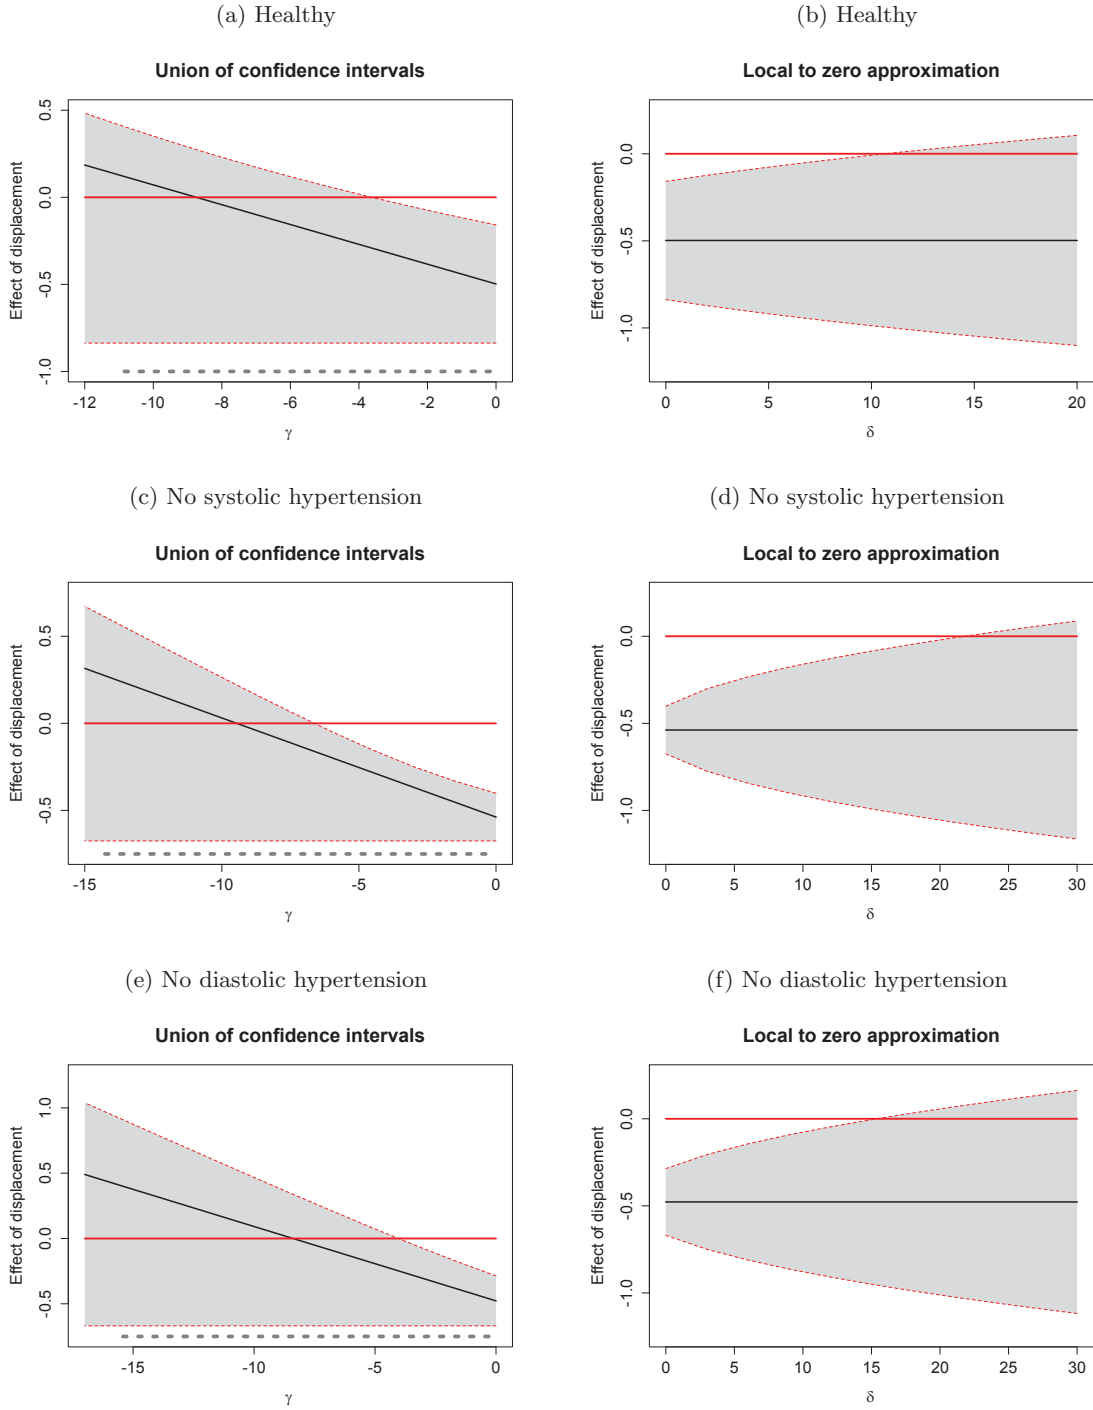 (a) Healthy
Union of confidence intervals
Effect of displacement
0.5
0.0
-0.5
-1.0
-12 -10 -8 -6 -4 -2 0
γ
(b) Healthy
Local to zero approximation
Effect of displacement
0.0
-0.5
-1.0
0 5 10 15 20
δ
(c) No systolic hypertension
Union of confidence intervals
Effect of displacement
0.5
0.0
-0.5
-15 -10 -5 0
γ
(d) No systolic hypertension
Local to zero approximation
Effect of displacement
0.0
-0.5
-1.0
0 5 10 15 20 25 30
δ
(e) No diastolic hypertension
Union of confidence intervals
Effect of displacement
1.0
0.5
0.0
-0.5
-15 -10 -5 0
γ
(f) No diastolic hypertension
Local to zero approximation
Effect of displacement
0.0
-0.5
-1.0
0 5 10 15 20 25 30
δ